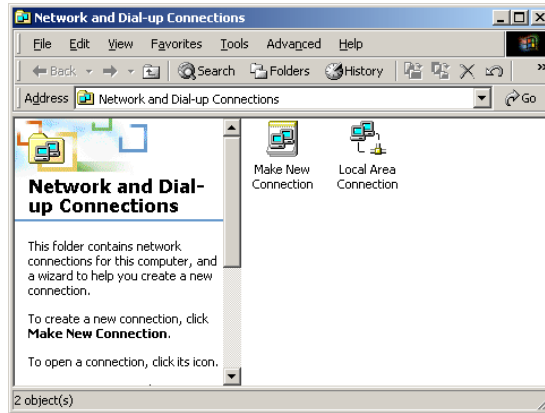 Network and Dial-up Connections
File Edit View Favorites Tools Advanced Help
Back Search Folders History »
Address Network and Dial-up Connections Go
Network and Dial-
up Connections
This folder contains network
connections for this computer, and
a wizard to help you create a new
connection.
To create a new connection, click
Make New Connection.
To open a connection, click its icon.
Make New
Connection
Local Area
Connection
2 object(s)